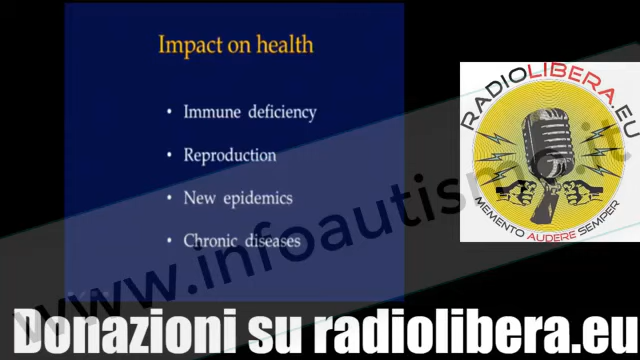 Impact on health
• Immune deficiency
• Reproduction
• New epidemics
• Chronic diseases
RADIOLIBERA.EU
MEMENTO AUDERE SEMPER
www.infoautismo.it
Donazioni su radiolibera.eu